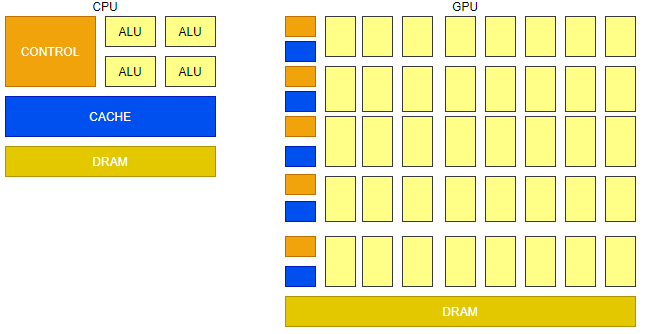 CPU
GPU
CONTROL
ALU
ALU
ALU
ALU
CACHE
DRAM
DRAM